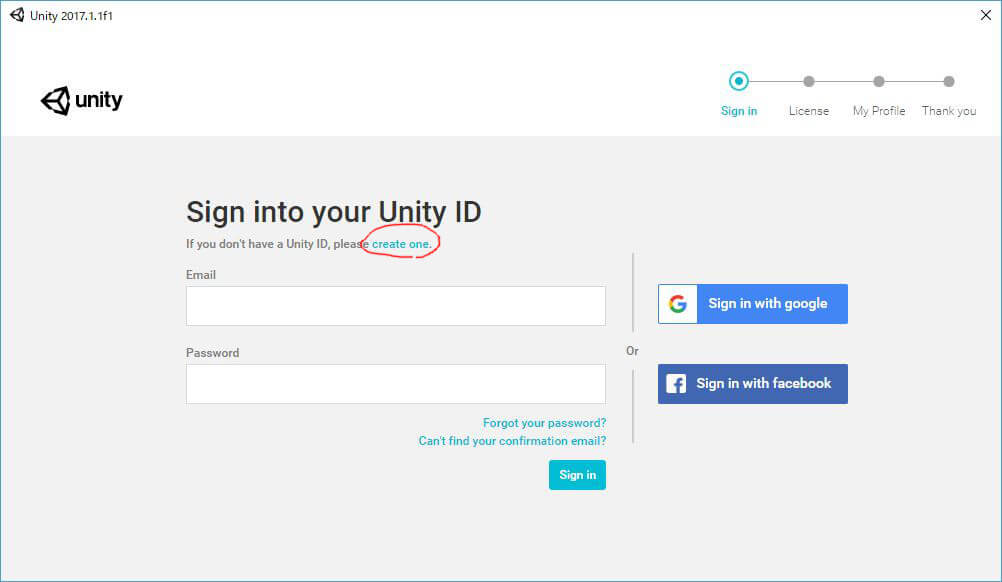 Unity 2017.1.1f1
unity
Sign in License My Profile Thank you
Sign into your Unity ID
If you don't have a Unity ID, please create one.
Email
Sign in with google
Password
Or
Sign in with facebook
Forgot your password?
Can't find your confirmation email?
Sign in